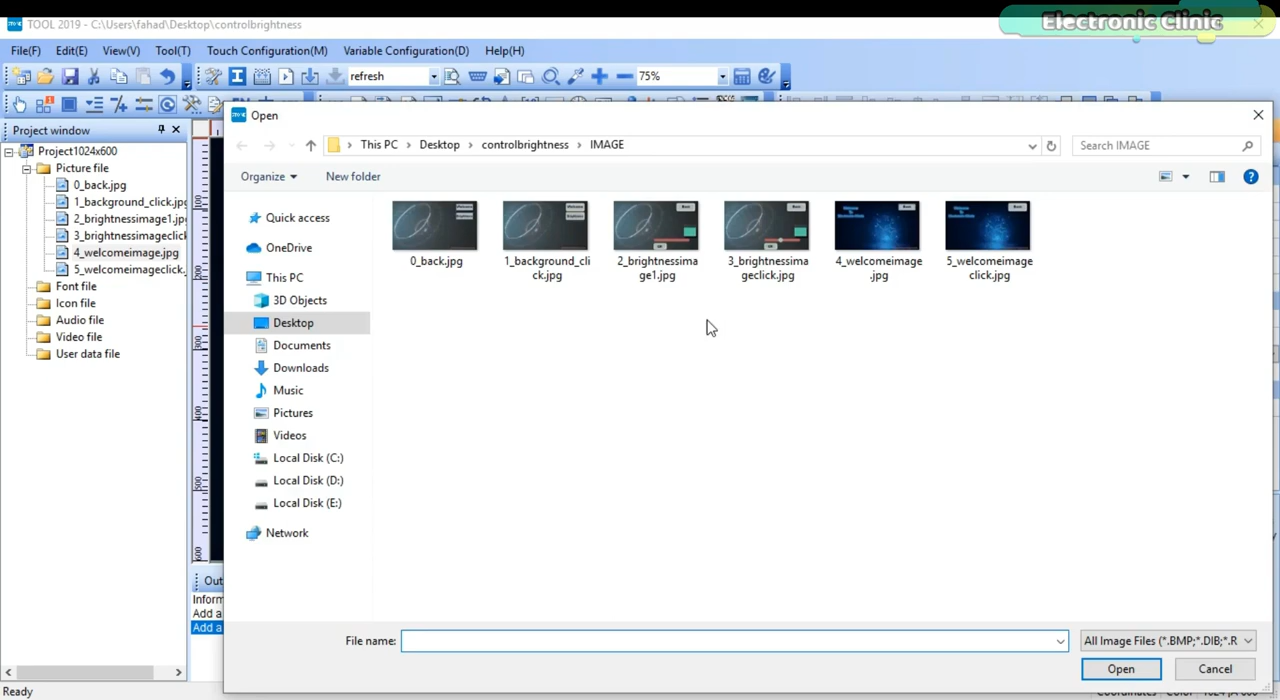 Electronic Clinic
TOOL 2019 - C:\Users\fahad\Desktop\controlbrightness
File(F) Edit(E) View(V) Tool(T) Touch Configuration(M) Variable Configuration(D) Help(H)
refresh 75%
Project window
Project1024x600
Picture file
0_back.jpg
1_background_click.jpg
2_brightnessimage1.jp
3_brightnessimageclick
4_welcomeimage.jpg
5_welcomeimageclick.
Font file
Icon file
Audio file
Video file
User data file
Open
This PC > Desktop > controlbrightness > IMAGE
Search IMAGE
Organize New folder
Quick access
OneDrive
This PC
3D Objects
Desktop
Documents
Downloads
Music
Pictures
Videos
Local Disk (C:)
Local Disk (D:)
Local Disk (E:)
Network
0_back.jpg
1_background_cli
ck.jpg
2_brightnessima
ge1.jpg
3_brightnessima
geclick.jpg
4_welcomeimage
.jpg
5_welcomeimage
click.jpg
File name:
All Image Files (*.BMP;*.DIB;*.R
Open Cancel
Out
Inforn
Add a
Add a
Ready